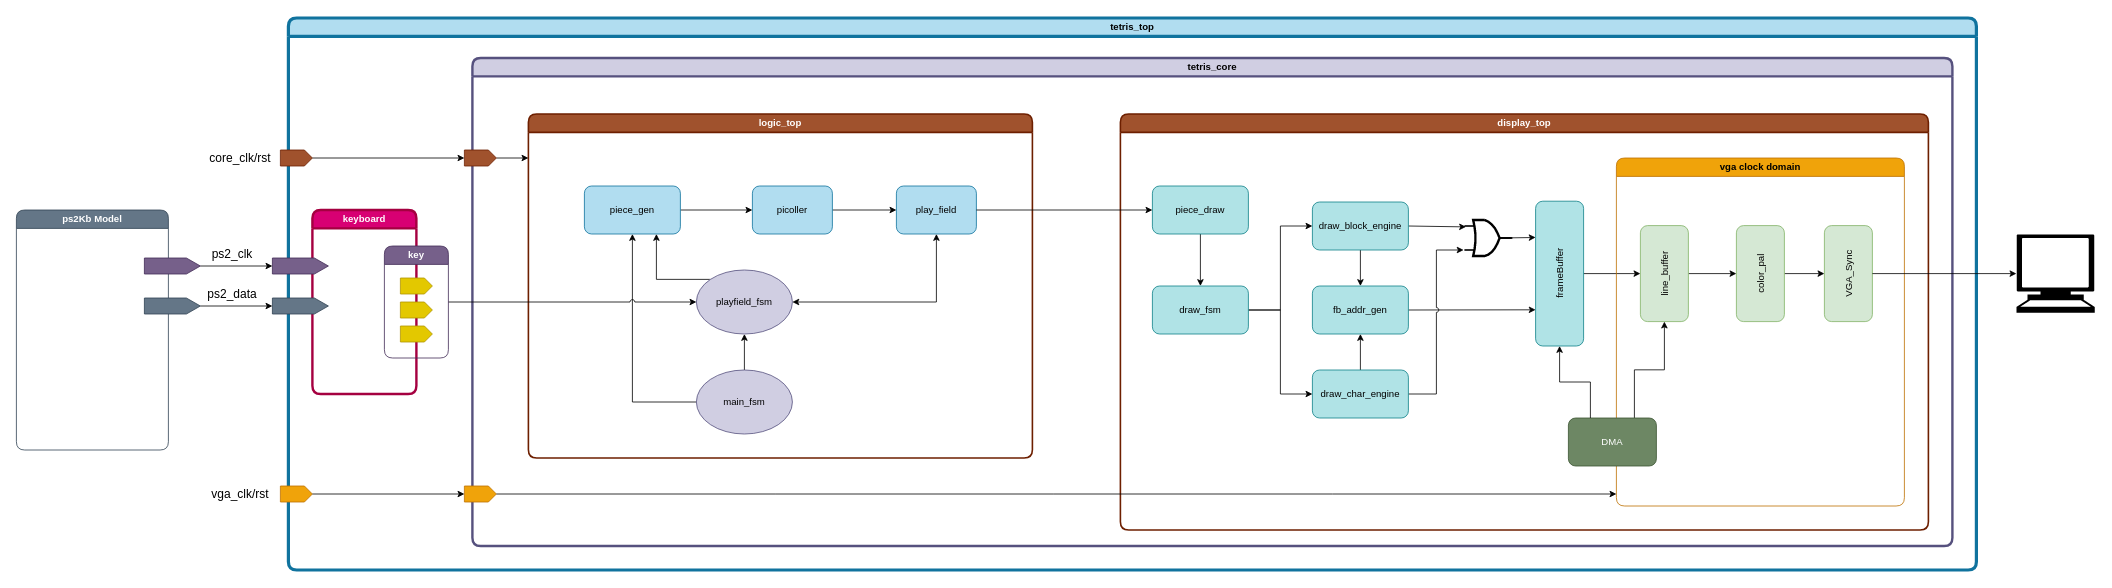 tetris_top
tetris_core
logic_top
display_top
core_clk/rst
vga clock domain
ps2Kb Model
keyboard
piece_gen
picoller
play_field
piece_draw
draw_block_engine
ps2_clk
key
frameBuffer
line_buffer
color_pal
VGA_Sync
ps2_data
playfield_fsm
draw_fsm
fb_addr_gen
main_fsm
draw_char_engine
DMA
vga_clk/rst